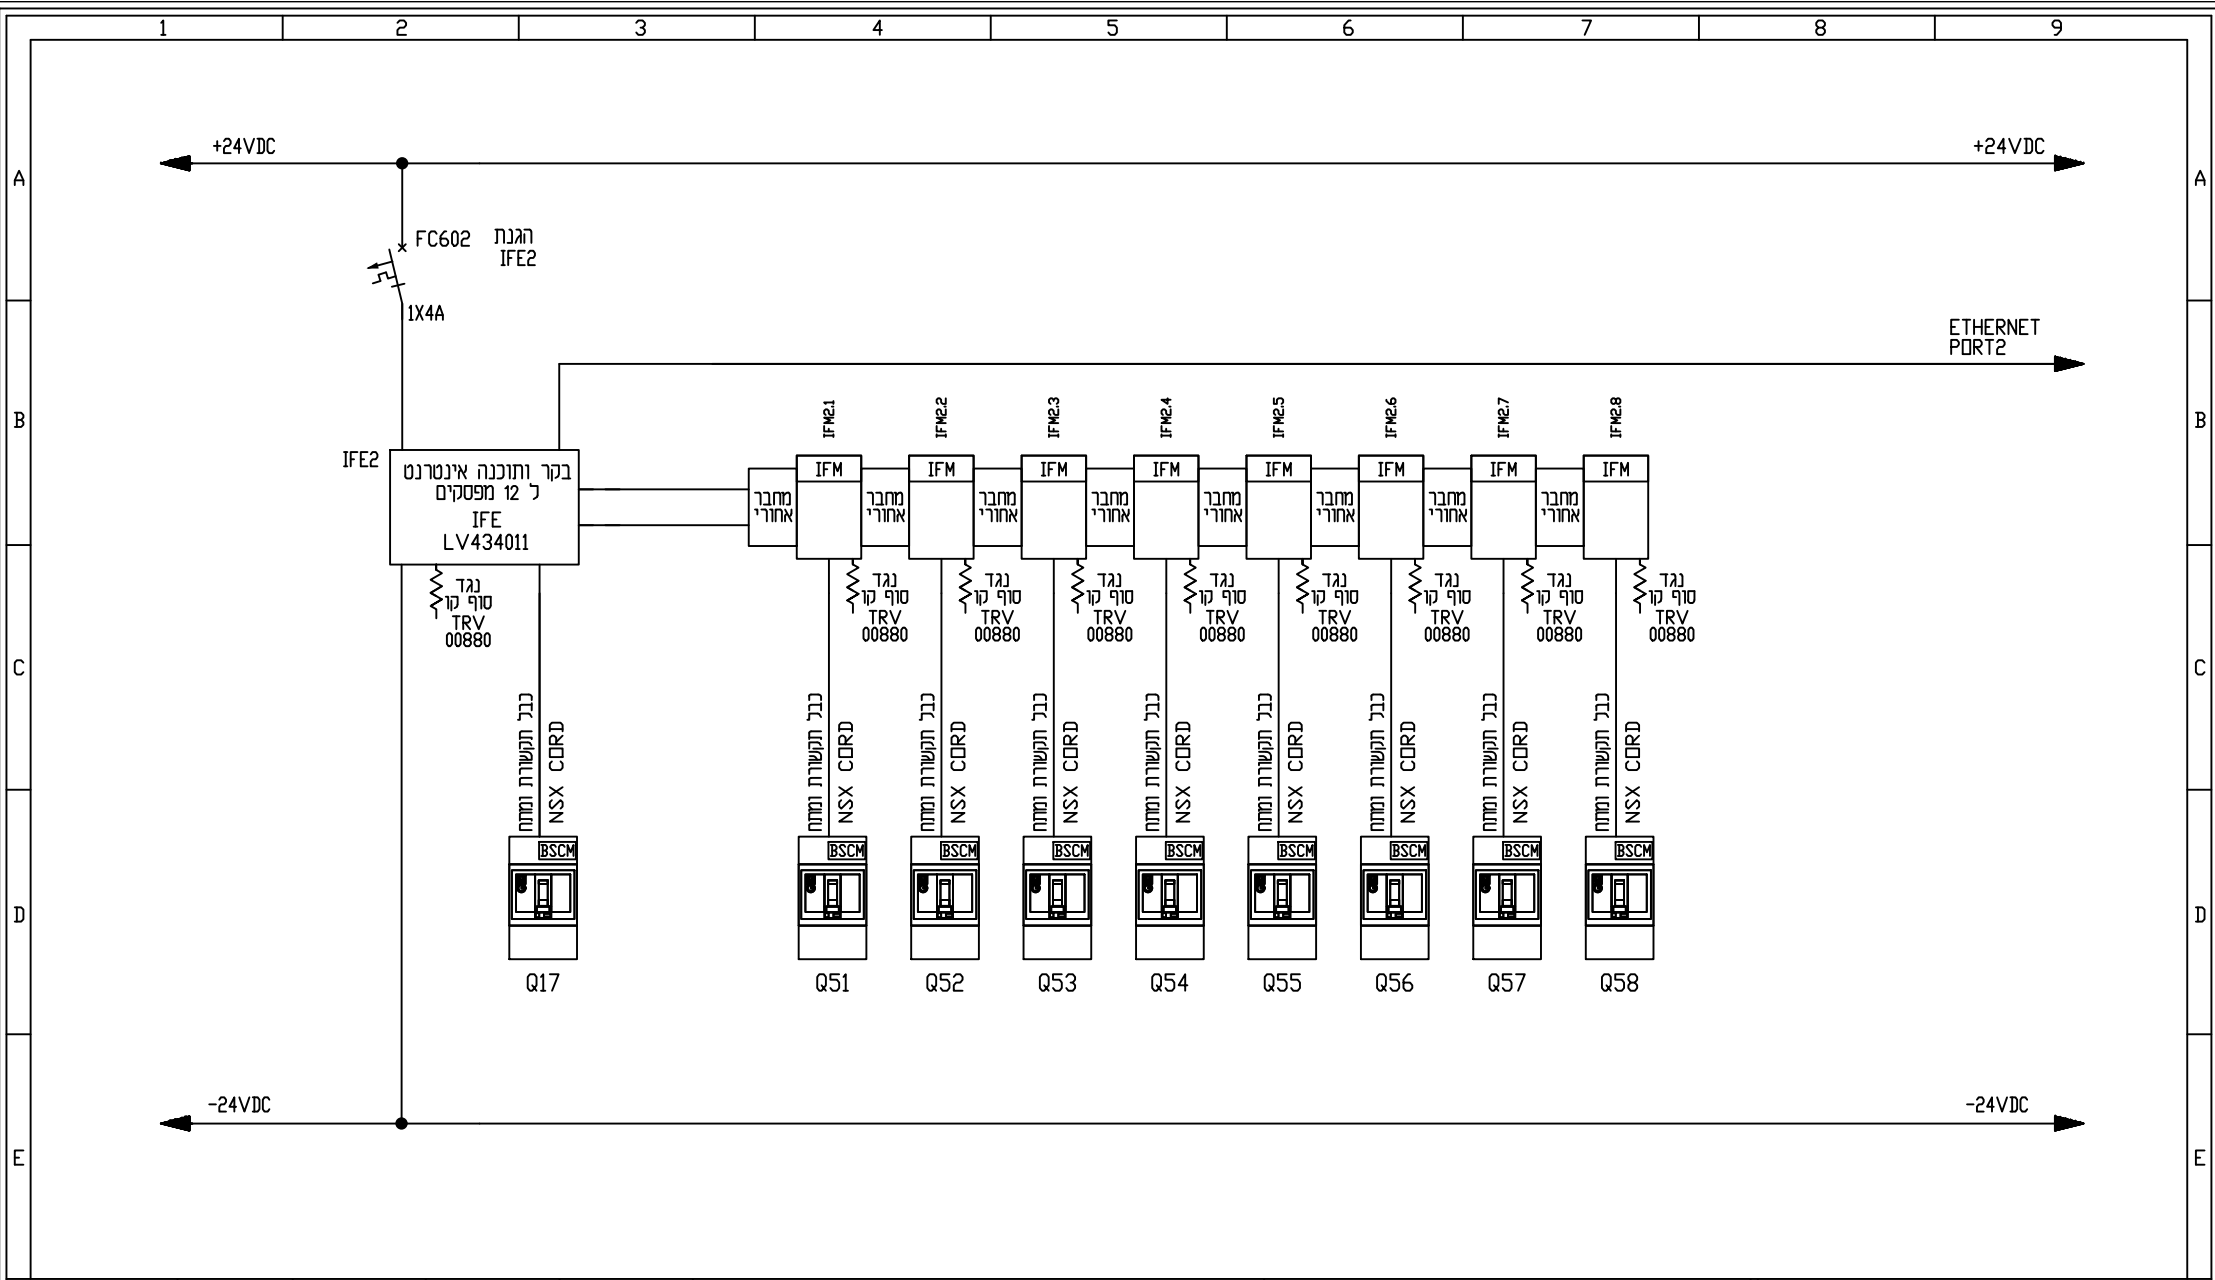 1 2 3 4 5 6 7 8 9
A A
+24VDC +24VDC
FC602 הגנת
IFE2
1X4A
ETHERNET
PORT2
B B
IFM2.1 IFM2.2 IFM2.3 IFM2.4 IFM2.5 IFM2.6 IFM2.7 IFM2.8
IFE2
בקר ותוכנה אינטרנט
ל 12 מפסקים
IFE
LV434011
IFM IFM IFM IFM IFM IFM IFM IFM
מחבר מחבר מחבר מחבר מחבר מחבר מחבר מחבר
אחורי אחורי אחורי אחורי אחורי אחורי אחורי אחורי
נגד נגד נגד נגד נגד נגד נגד נגד נגד
סוף קו סוף קו סוף קו סוף קו סוף קו סוף קו סוף קו סוף קו סוף קו
TRV TRV TRV TRV TRV TRV TRV TRV TRV
00880 00880 00880 00880 00880 00880 00880 00880 00880
C C
כבל תקשורת ומתח
NSX CORD
כבל תקשורת ומתח
NSX CORD
כבל תקשורת ומתח
NSX CORD
כבל תקשורת ומתח
NSX CORD
כבל תקשורת ומתח
NSX CORD
כבל תקשורת ומתח
NSX CORD
כבל תקשורת ומתח
NSX CORD
כבל תקשורת ומתח
NSX CORD
כבל תקשורת ומתח
NSX CORD
BSCM BSCM BSCM BSCM BSCM BSCM BSCM BSCM BSCM
D D
Q17 Q51 Q52 Q53 Q54 Q55 Q56 Q57 Q58
-24VDC -24VDC
E E